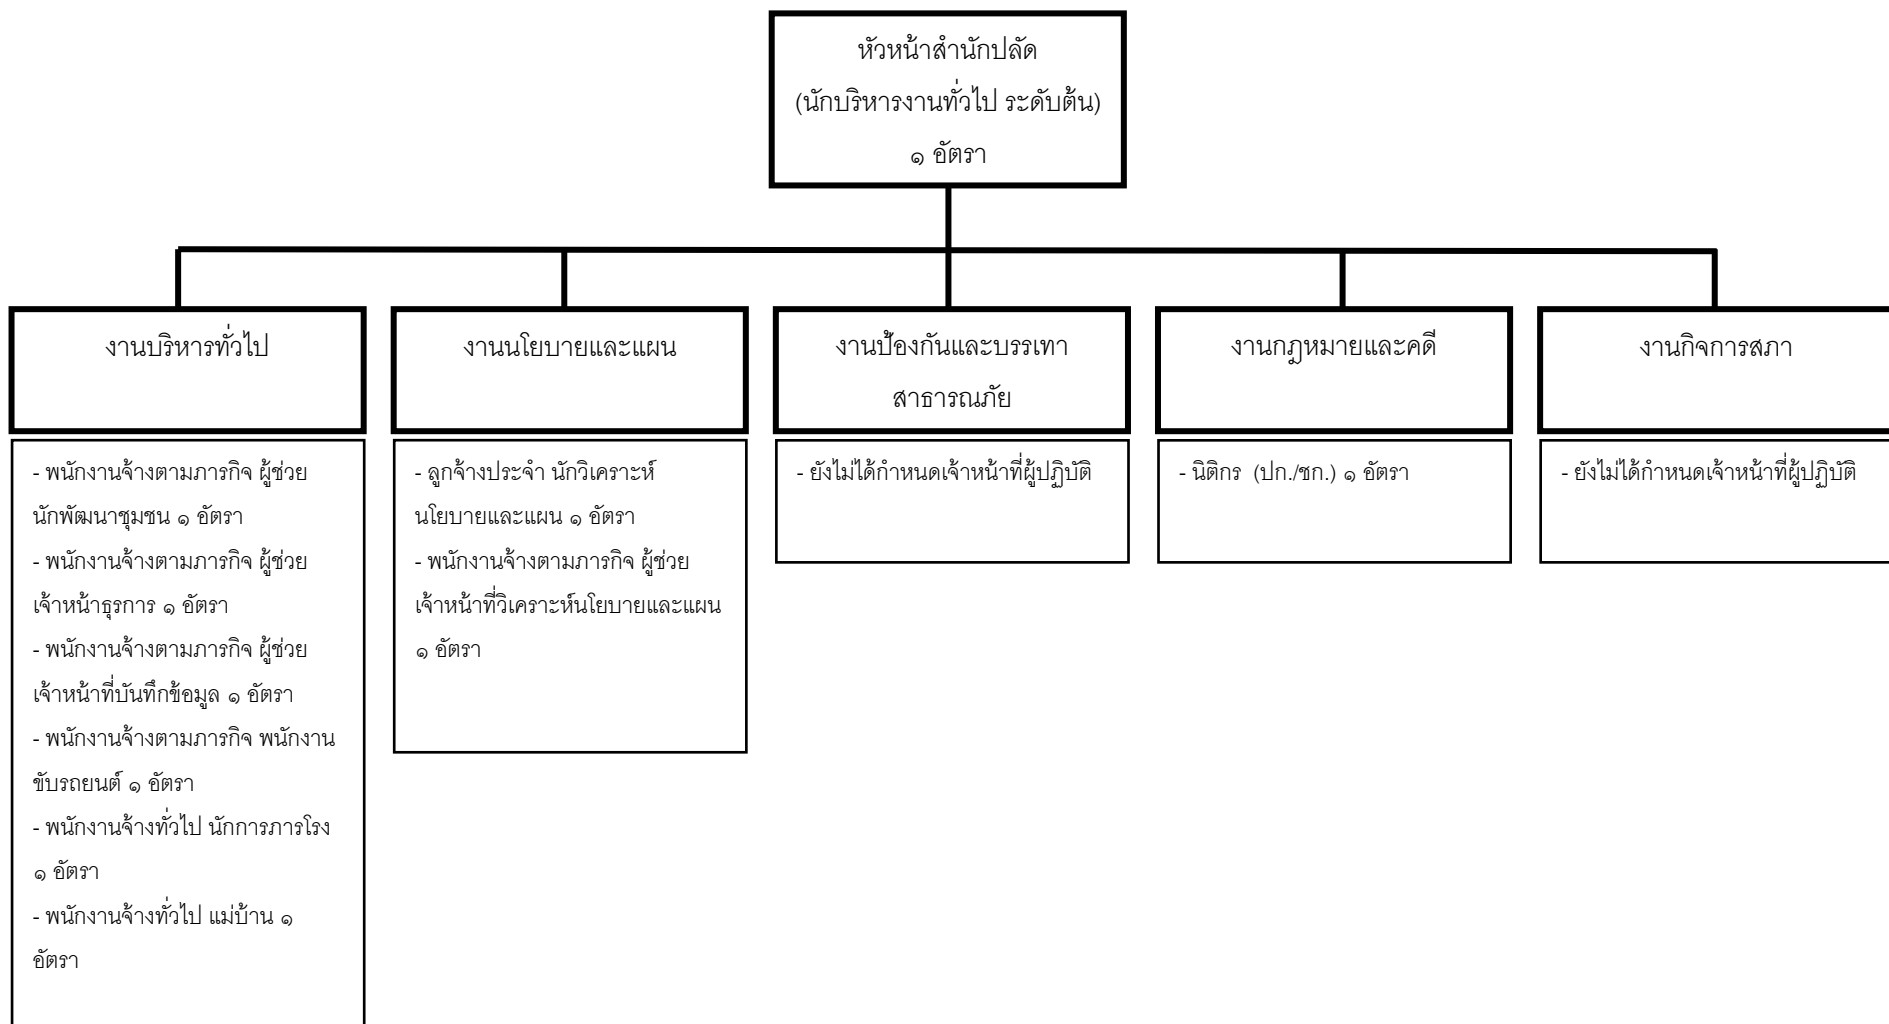 หัวหน้าสำนักปลัด
(นักบริหารงานทั่วไป ระดับต้น)
๑ อัตรา
งานบริหารทั่วไป
- พนักงานจ้างตามภารกิจ ผู้ช่วย
นักพัฒนาชุมชน ๑ อัตรา
- พนักงานจ้างตามภารกิจ ผู้ช่วย
เจ้าหน้าธุรการ ๑ อัตรา
- พนักงานจ้างตามภารกิจ ผู้ช่วย
เจ้าหน้าที่บันทึกข้อมูล ๑ อัตรา
- พนักงานจ้างตามภารกิจ พนักงาน
ขับรถยนต์ ๑ อัตรา
- พนักงานจ้างทั่วไป นักการภารโรง
๑ อัตรา
- พนักงานจ้างทั่วไป แม่บ้าน ๑
อัตรา
งานนโยบายและแผน
- ลูกจ้างประจำ นักวิเคราะห์
นโยบายและแผน ๑ อัตรา
- พนักงานจ้างตามภารกิจ ผู้ช่วย
เจ้าหน้าที่วิเคราะห์นโยบายและแผน
๑ อัตรา
งานป้องกันและบรรเทา
สาธารณภัย
- ยังไม่ได้กำหนดเจ้าหน้าที่ผู้ปฏิบัติ
งานกฎหมายและคดี
- นิติกร (ปก./ชก.) ๑ อัตรา
งานกิจการสภา
- ยังไม่ได้กำหนดเจ้าหน้าที่ผู้ปฏิบัติ